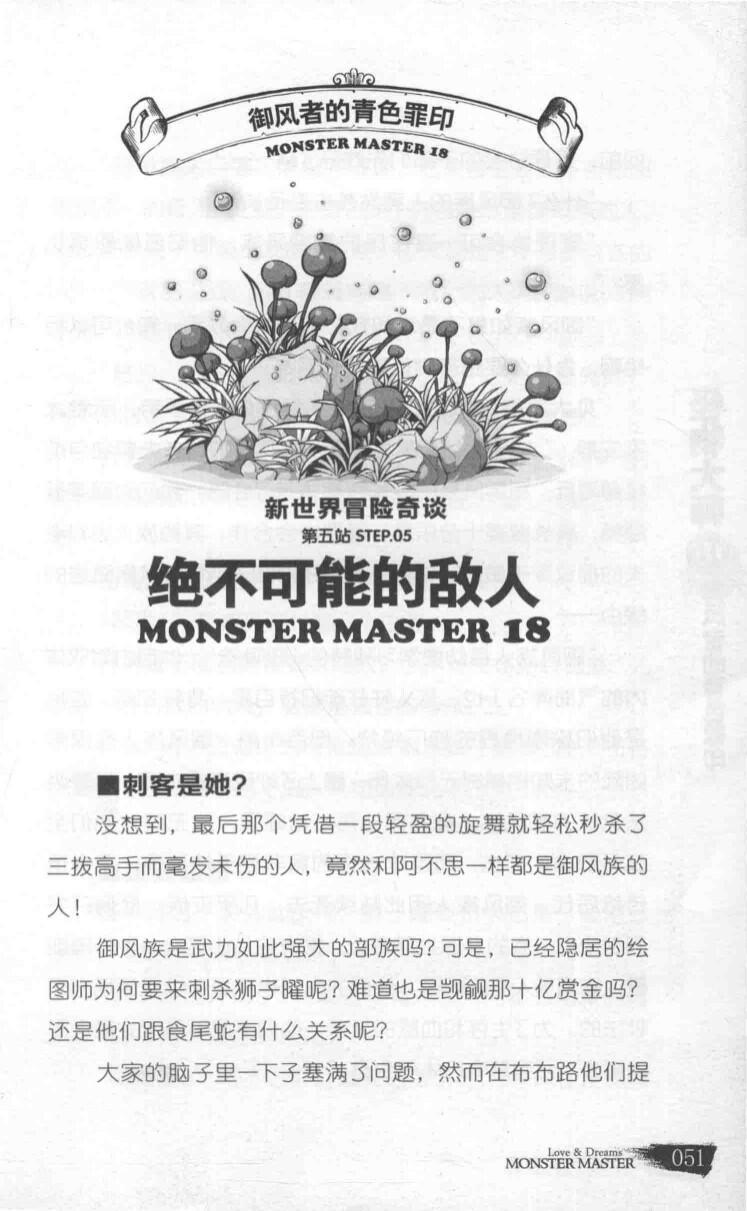 御风者的青色罪印
MONSTER MASTER 18
新世界冒险奇谈
第五站 STEP.05
绝不可能的敌人
MONSTER MASTER 18
■刺客是她？
没想到，最后那个凭借一段轻盈的旋舞就轻松秒杀了
三拨高手而毫发未伤的人，竟然和阿不思一样都是御风族的
人！
御风族是武力如此强大的部族吗？可是，已经隐居的绘
图师为何要来刺杀狮子曜呢？难道也是觊觎那十亿赏金吗？
还是他们跟食尾蛇有什么关系呢？
大家的脑子里一下子塞满了问题，然而在布布路他们提
Love & Dreams
MONSTER MASTER 051